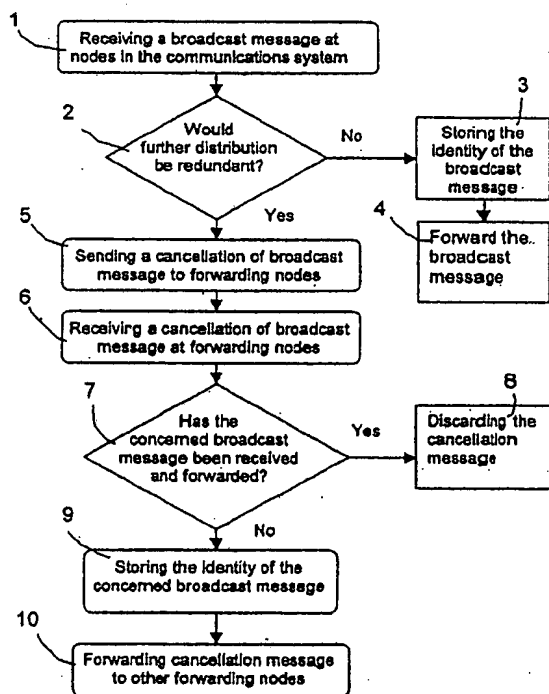 1
Receiving a broadcast message at
nodes in the communications system
2
Would
further distribution
be redundant?
No
3
Storing the
identity of the
broadcast
message
Yes
4
Forward the
broadcast
message
5
Sending a cancellation of broadcast
message to forwarding nodes
6
Receiving a cancellation of broadcast
message at forwarding nodes
7
Has the
concerned broadcast
message been received
and forwarded?
Yes
8
Discarding the
cancellation
message
No
9
Storing the identity of the
concerned broadcast message
10
Forwarding cancellation message
to other forwarding nodes